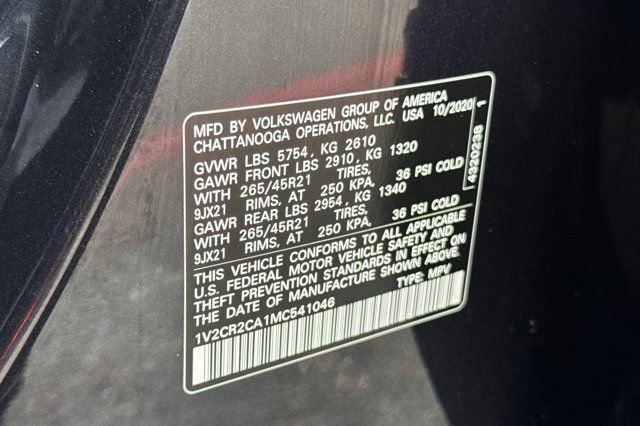 MFD BY VOLKSWAGEN GROUP OF AMERICA
CHATTANOOGA OPERATIONS, LLC. USA 10/2020
GVWR LBS 5754, KG 2610
GAWR FRONT LBS 2910, KG 1320
WITH 265/45R21 TIRES,
9JX21 RIMS, AT 250 KPA, 36 PSI COLD
GAWR REAR LBS 2954, KG 1340
WITH 265/45R21 TIRES,
9JX21 RIMS, AT 250 KPA, 36 PSI COLD
THIS VEHICLE CONFORMS TO ALL APPLICABLE
U.S. FEDERAL MOTOR VEHICLE SAFETY AND
THEFT PREVENTION STANDARDS IN EFFECT ON
THE DATE OF MANUFACTURE SHOWN ABOVE.
1V2CR2CA1MC541046 TYPE: MPV
4320238 1